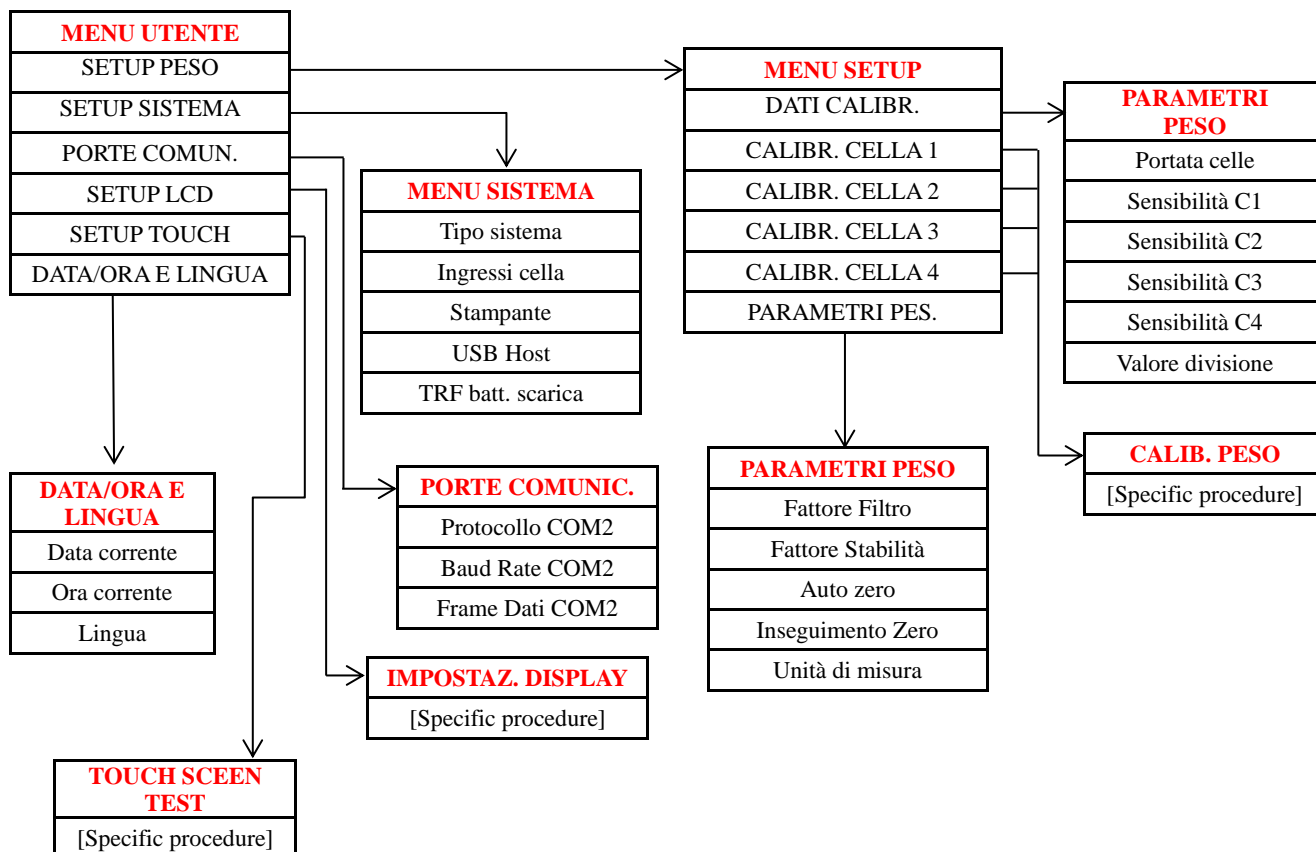 MENU UTENTE
SETUP PESO
SETUP SISTEMA
PORTE COMUN.
SETUP LCD
SETUP TOUCH
DATA/ORA E LINGUA
MENU SETUP
DATI CALIBR.
CALIBR. CELLA 1
CALIBR. CELLA 2
CALIBR. CELLA 3
CALIBR. CELLA 4
PARAMETRI PES.
PARAMETRI
PESO
Portata celle
Sensibilità C1
Sensibilità C2
Sensibilità C3
Sensibilità C4
Valore divisione
MENU SISTEMA
Tipo sistema
Ingressi cella
Stampante
USB Host
TRF batt. scarica
CALIB. PESO
[Specific procedure]
PARAMETRI PESO
Fattore Filtro
Fattore Stabilità
Auto zero
Inseguimento Zero
Unità di misura
DATA/ORA E
LINGUA
Data corrente
Ora corrente
Lingua
PORTE COMUNIC.
Protocollo COM2
Baud Rate COM2
Frame Dati COM2
IMPOSTAZ. DISPLAY
[Specific procedure]
TOUCH SCEEN
TEST
[Specific procedure]